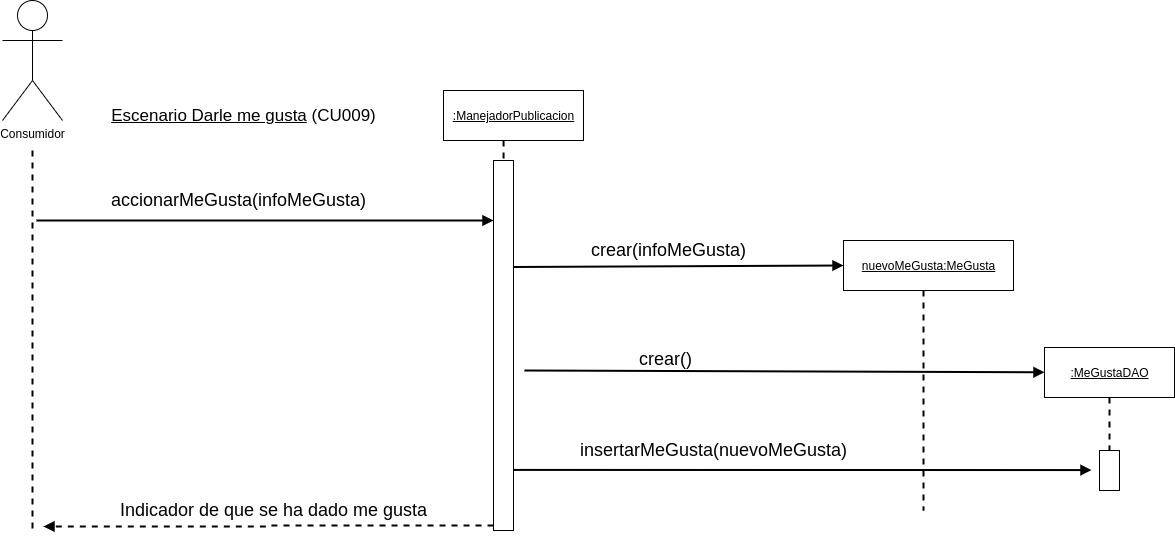 Consumidor
Escenario Darle me gusta (CU009)
:ManejadorPublicacion
accionarMeGusta(infoMeGusta)
crear(infoMeGusta)
nuevoMeGusta:MeGusta
crear()
:MeGustaDAO
insertarMeGusta(nuevoMeGusta)
Indicador de que se ha dado me gusta